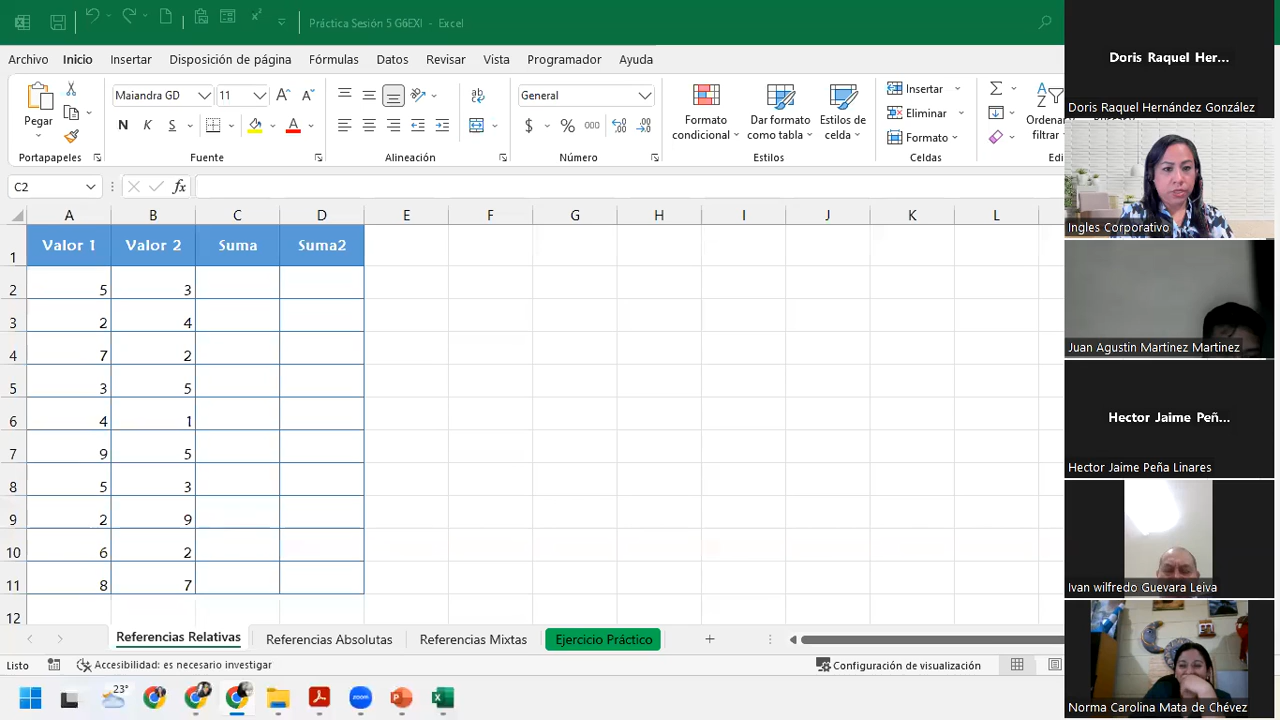 Práctica Sesión 5 G6EXI - Excel
Archivo Inicio Insertar Disposición de página Fórmulas Datos Revisar Vista Programador Ayuda
Pegar
Maiandra GD 11
N K S
General
% 000
Formato condicional
Dar formato como tabla
Estilos de celda
Insertar
Eliminar
Formato
Ordenar
filtrar
Portapapeles Fuente Alineación Número Estilos Celdas
C2 fx
A B C D E F G H I J K L
1 Valor 1 Valor 2 Suma Suma2
2 5 3
3 2 4
4 7 2
5 3 5
6 4 1
7 9 5
8 5 3
9 2 9
10 6 2
11 8 7
12
Referencias Relativas Referencias Absolutas Referencias Mixtas Ejercicio Práctico
Listo Accesibilidad: es necesario investigar Configuración de visualización
23°
zoom
Doris Raquel Her...
Doris Raquel Hernández González
Ingles Corporativo
Juan Agustin Martinez Martinez
Hector Jaime Peñ...
Hector Jaime Peña Linares
Ivan wilfredo Guevara Leiva
Norma Carolina Mata de Chévez